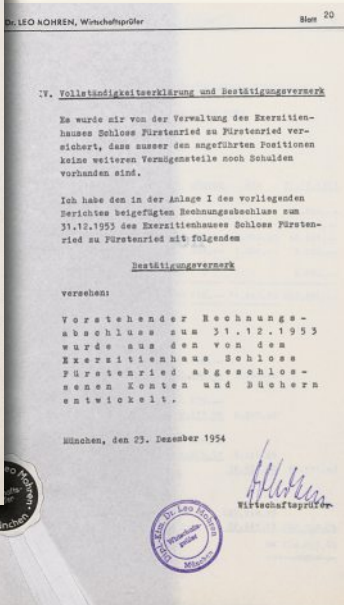 Dr. LEO MOHREN, Wirtschaftsprüfer
Blatt 20
IV. Vollständigkeitserklärung und Bestätigungsvermerk
Es wurde mir von der Verwaltung des Exerzitien-
hauses Schloss Fürstenried zu Fürstenried ver-
sichert, dass ausser den angeführten Positionen
keine weiteren Vermögensteile noch Schulden
vorhanden sind.
Ich habe den in der Anlage I des vorliegenden
Berichtes beigefügten Rechnungsabschluss zum
31.12.1953 des Exerzitienhauses Schloss Fürsten-
ried zu Fürstenried mit folgendem
Bestätigungsvermerk
versehen:
Vorstehender Rechnungs-
abschluss zum 31.12.1953
wurde aus den von dem
Exerzitienhaus Schloss
Fürstenried abgeschlos-
senen Konten und Büchern
entwickelt.
München, den 23. Dezember 1954
Wirtschaftsprüfer
Dipl.-Kfm. Dr. Leo Mohren
Wirtschafts-
prüfer
München
Leo Mohren